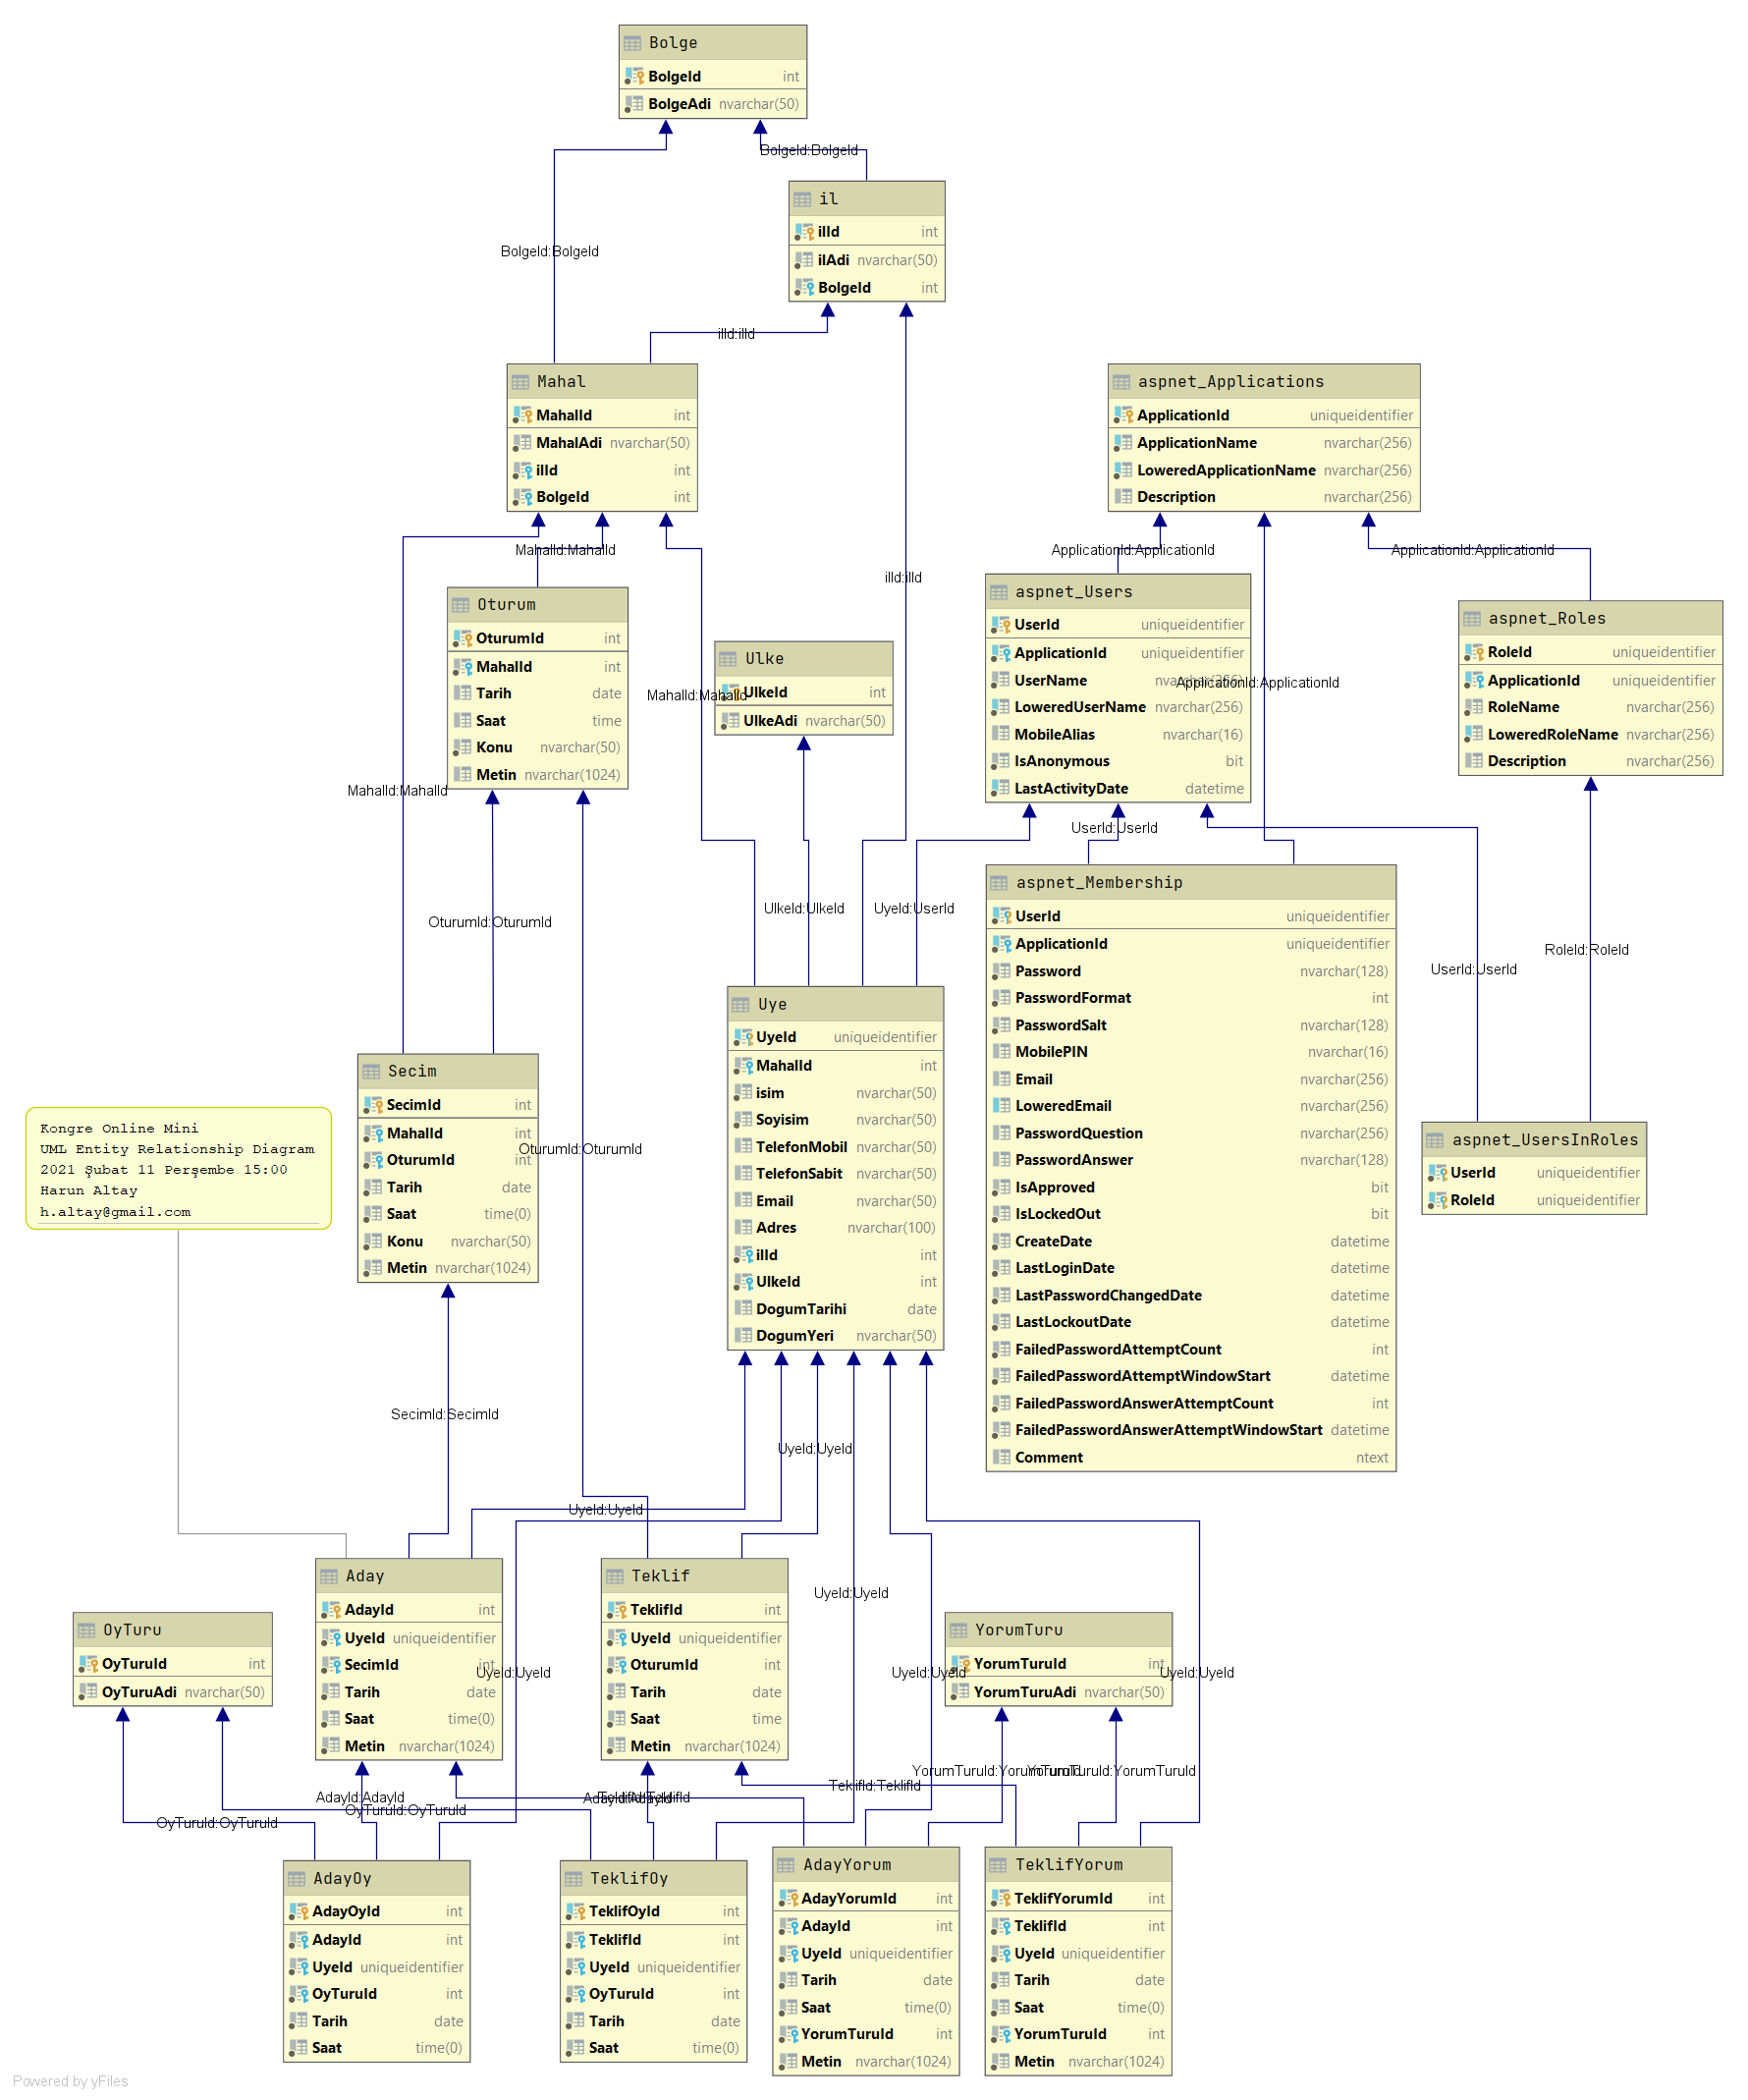 Bolge
BolgeId int
BolgeAdi nvarchar(50)
BolgeId:BolgeId
il
ilId int
ilAdi nvarchar(50)
BolgeId int
BolgeId:BolgeId
ilId:ilId
Mahal
MahalId int
MahalAdi nvarchar(50)
ilId int
BolgeId int
aspnet_Applications
ApplicationId uniqueidentifier
ApplicationName nvarchar(256)
LoweredApplicationName nvarchar(256)
Description nvarchar(256)
MahalId:MahalId
ApplicationId:ApplicationId
ApplicationId:ApplicationId
ilId:ilId
Oturum
OturumId int
MahalId int
Tarih date
Saat time
Konu nvarchar(50)
Metin nvarchar(1024)
Ulke
UlkeId int
UlkeAdi nvarchar(50)
MahalId:MahalId
aspnet_Users
UserId uniqueidentifier
ApplicationId uniqueidentifier
UserName nvarchar(256)
LoweredUserName nvarchar(256)
MobileAlias nvarchar(16)
IsAnonymous bit
LastActivityDate datetime
ApplicationId:ApplicationId
aspnet_Roles
RoleId uniqueidentifier
ApplicationId uniqueidentifier
RoleName nvarchar(256)
LoweredRoleName nvarchar(256)
Description nvarchar(256)
MahalId:MahalId
UserId:UserId
OturumId:OturumId
UlkeId:UlkeId
UyeId:UserId
aspnet_Membership
UserId uniqueidentifier
ApplicationId uniqueidentifier
Password nvarchar(128)
PasswordFormat int
PasswordSalt nvarchar(128)
MobilePIN nvarchar(16)
Email nvarchar(256)
LoweredEmail nvarchar(256)
PasswordQuestion nvarchar(256)
PasswordAnswer nvarchar(128)
IsApproved bit
IsLockedOut bit
CreateDate datetime
LastLoginDate datetime
LastPasswordChangedDate datetime
LastLockoutDate datetime
FailedPasswordAttemptCount int
FailedPasswordAttemptWindowStart datetime
FailedPasswordAnswerAttemptCount int
FailedPasswordAnswerAttemptWindowStart datetime
Comment ntext
RoleId:RoleId
UserId:UserId
aspnet_UsersInRoles
UserId uniqueidentifier
RoleId uniqueidentifier
Uye
UyeId uniqueidentifier
MahalId int
isim nvarchar(50)
Soyisim nvarchar(50)
TelefonMobil nvarchar(50)
TelefonSabit nvarchar(50)
Email nvarchar(50)
Adres nvarchar(100)
ilId int
UlkeId int
DogumTarihi date
DogumYeri nvarchar(50)
Secim
SecimId int
MahalId int
OturumId int
Tarih date
Saat time(0)
Konu nvarchar(50)
Metin nvarchar(1024)
OturumId:OturumId
Kongre Online Mini
UML Entity Relationship Diagram
2021 Şubat 11 Perşembe 15:00
Harun Altay
h.altay@gmail.com
SecimId:SecimId
UyeId:UyeId
UyeId:UyeId
UyeId:UyeId
Aday
AdayId int
UyeId uniqueidentifier
SecimId int
Tarih date
Saat time(0)
Metin nvarchar(1024)
UyeId:UyeId
Teklif
TeklifId int
UyeId uniqueidentifier
OturumId int
Tarih date
Saat time
Metin nvarchar(1024)
OyTuru
OyTuruId int
OyTuruAdi nvarchar(50)
YorumTuru
YorumTuruId int
YorumTuruAdi nvarchar(50)
UyeId:UyeId
UyeId:UyeId
YorumTuruId:YorumTuruId
YorumTuruId:YorumTuruId
TeklifId:TeklifId
AdayId:AdayId
AdayId:AdayId
TeklifId:TeklifId
OyTuruId:OyTuruId
OyTuruId:OyTuruId
AdayOy
AdayOyId int
AdayId int
UyeId uniqueidentifier
OyTuruId int
Tarih date
Saat time(0)
TeklifOy
TeklifOyId int
TeklifId int
UyeId uniqueidentifier
OyTuruId int
Tarih date
Saat time(0)
AdayYorum
AdayYorumId int
AdayId int
UyeId uniqueidentifier
Tarih date
Saat time(0)
YorumTuruId int
Metin nvarchar(1024)
TeklifYorum
TeklifYorumId int
TeklifId int
UyeId uniqueidentifier
Tarih date
Saat time(0)
YorumTuruId int
Metin nvarchar(1024)
Powered by yFiles